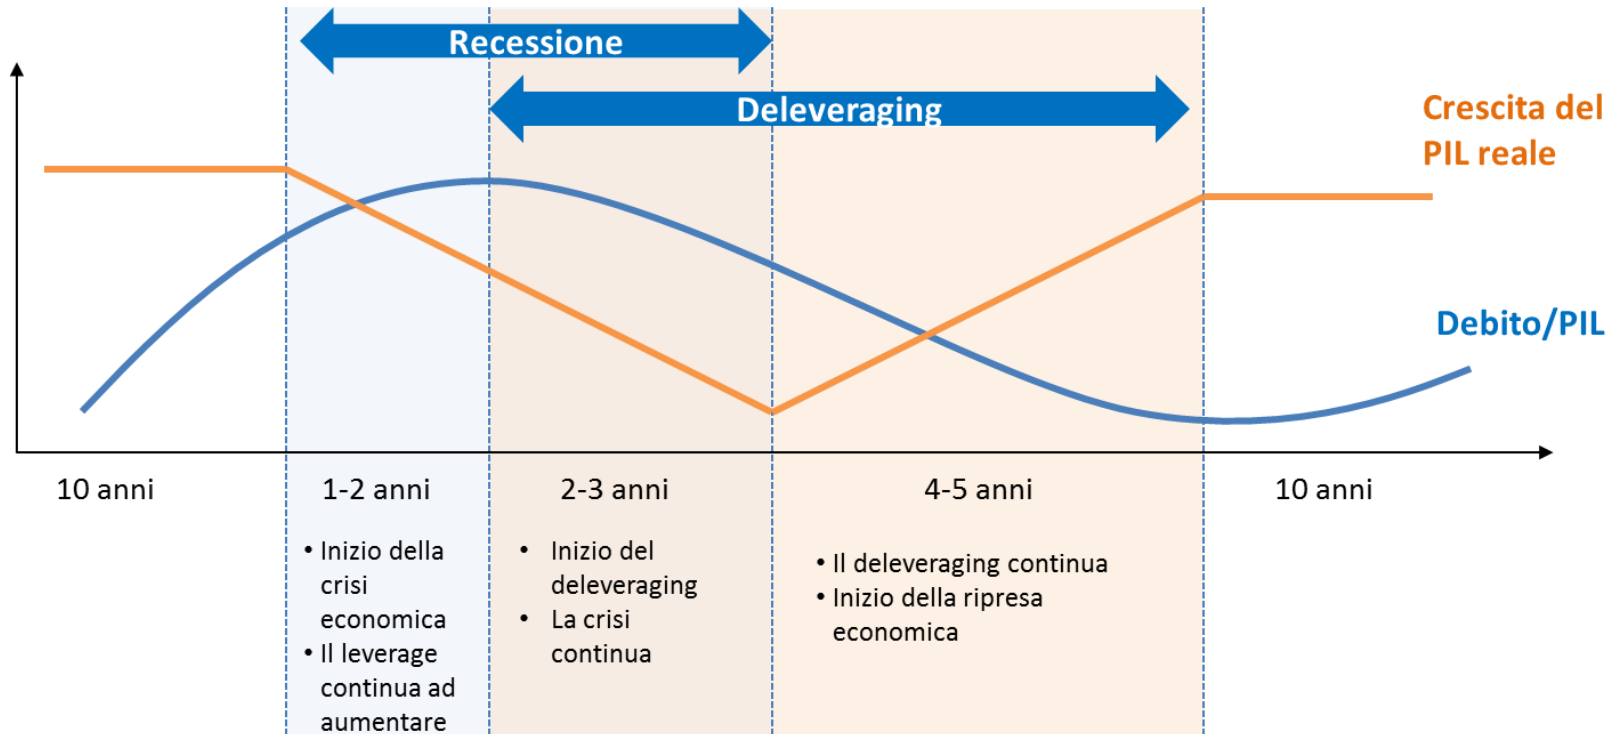 Recessione
Deleveraging
Crescita del
PIL reale
Debito/PIL
10 anni
1-2 anni
2-3 anni
4-5 anni
10 anni
• Inizio della
crisi
economica
• Il leverage
continua ad
aumentare
• Inizio del
deleveraging
• La crisi
continua
• Il deleveraging continua
• Inizio della ripresa
economica